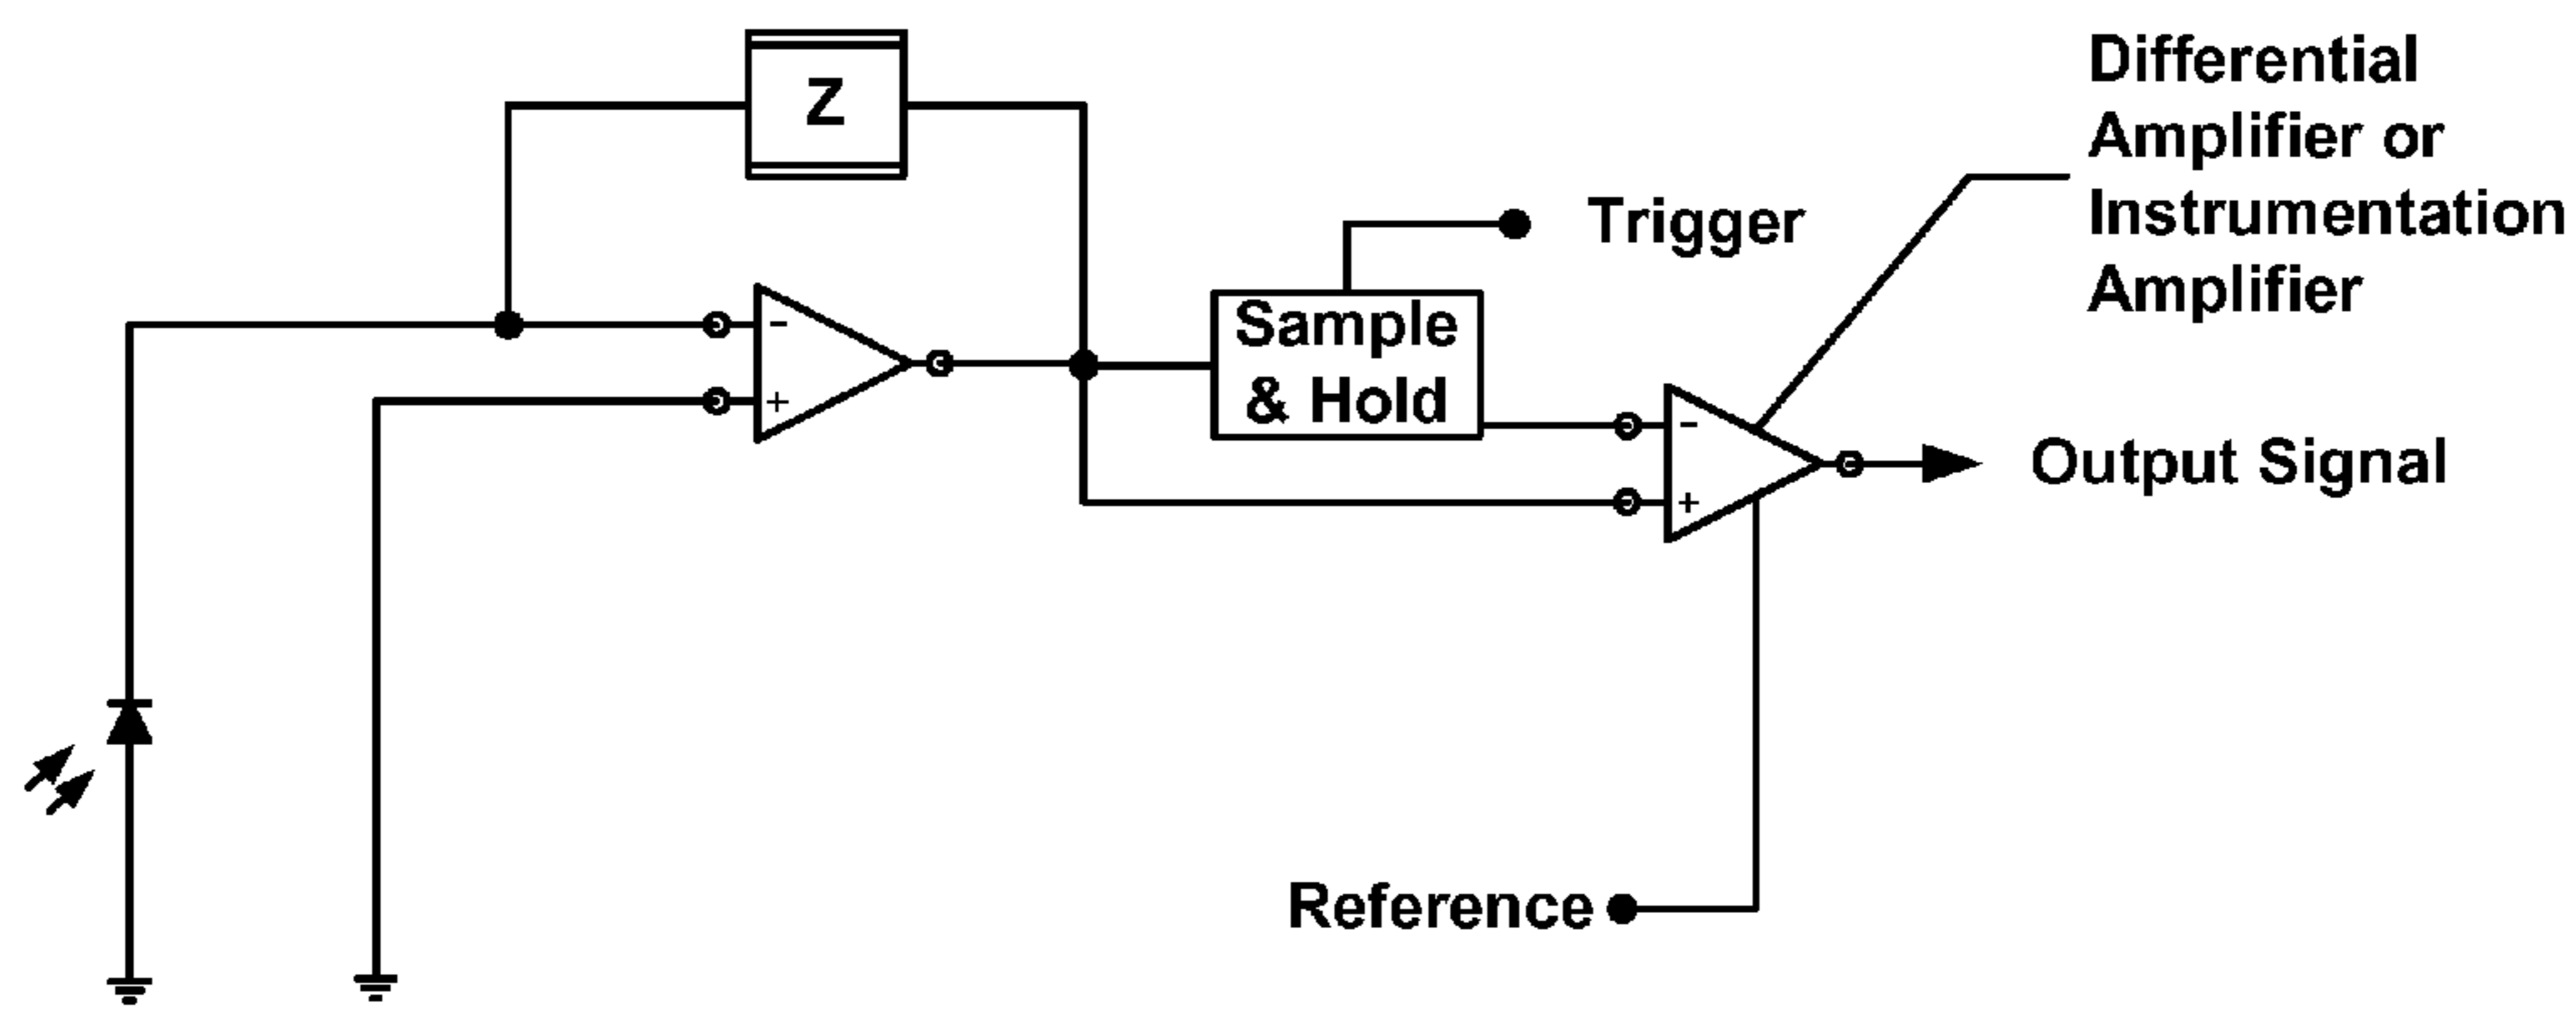 Z
Differential
Amplifier or
Instrumentation
Amplifier
Trigger
Sample
& Hold
-
+
-
+
Output Signal
Reference